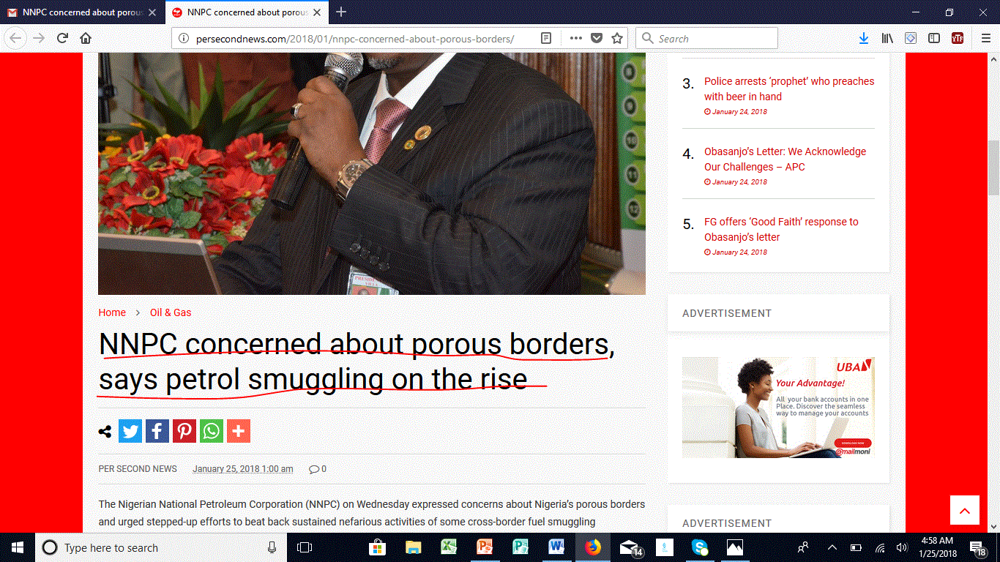 NNPC concerned about porous
NNPC concerned about porous
persecondnews.com/2018/01/nnpc-concerned-about-porous-borders/
Search
3. Police arrests ‘prophet’ who preaches
with beer in hand
January 24, 2018
4. Obasanjo’s Letter: We Acknowledge
Our Challenges – APC
January 24, 2018
5. FG offers ‘Good Faith’ response to
Obasanjo’s letter
January 24, 2018
Home > Oil & Gas
NNPC concerned about porous borders,
says petrol smuggling on the rise
PER SECOND NEWS January 25, 2018 1:00 am 0
The Nigerian National Petroleum Corporation (NNPC) on Wednesday expressed concerns about Nigeria’s porous borders
and urged stepped-up efforts to beat back sustained nefarious activities of some cross-border fuel smuggling
ADVERTISEMENT
UBA
Your Advantage!
All your bank accounts in one
Place. Discover the seamless
way to manage your accounts
DOWNLOAD NOW
@mailmoni
ADVERTISEMENT
Type here to search
14
4:58 AM
1/25/2018
18